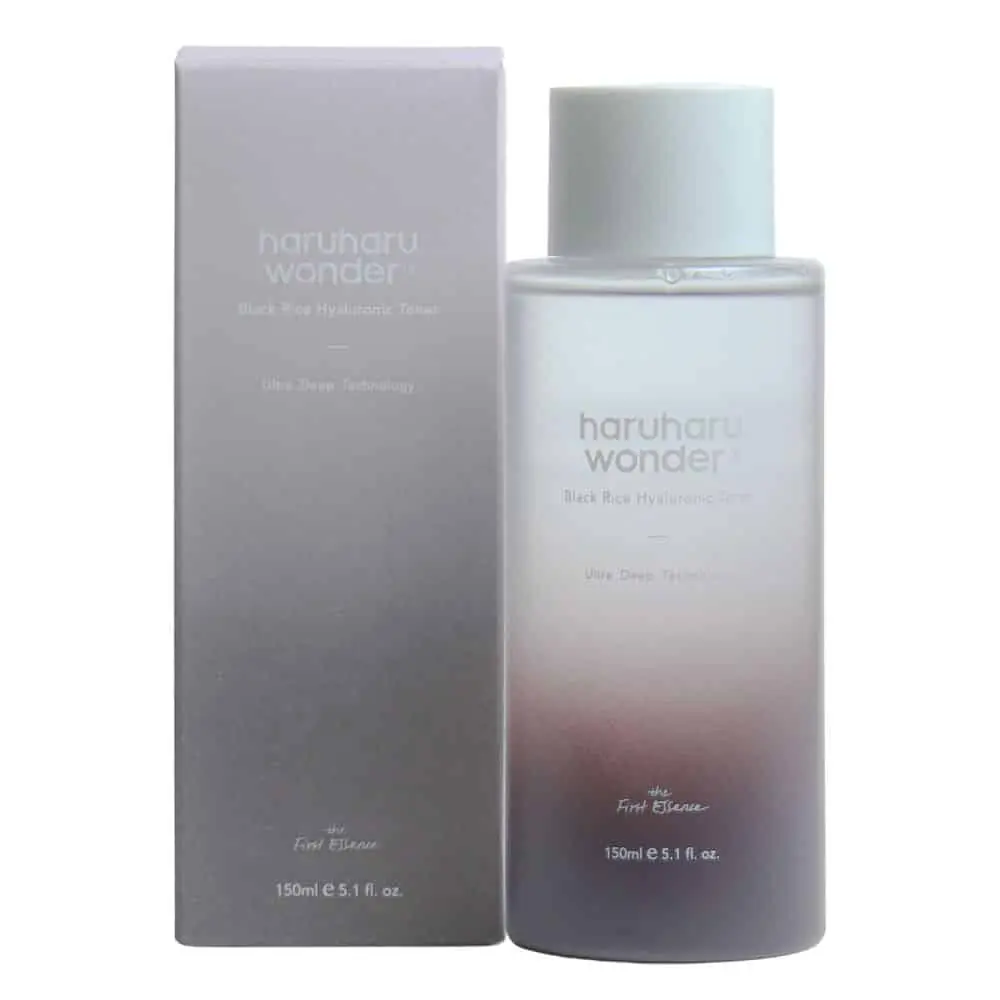 haruharu
wonder
Black Rice Hyaluronic Toner
Ultra Deep Technology
the
First Essence
150ml e 5.1 fl. oz.
haruharu
wonder
Black Rice Hyaluronic Toner
Ultra Deep Technology
the
First Essence
150ml e 5.1 fl. oz.